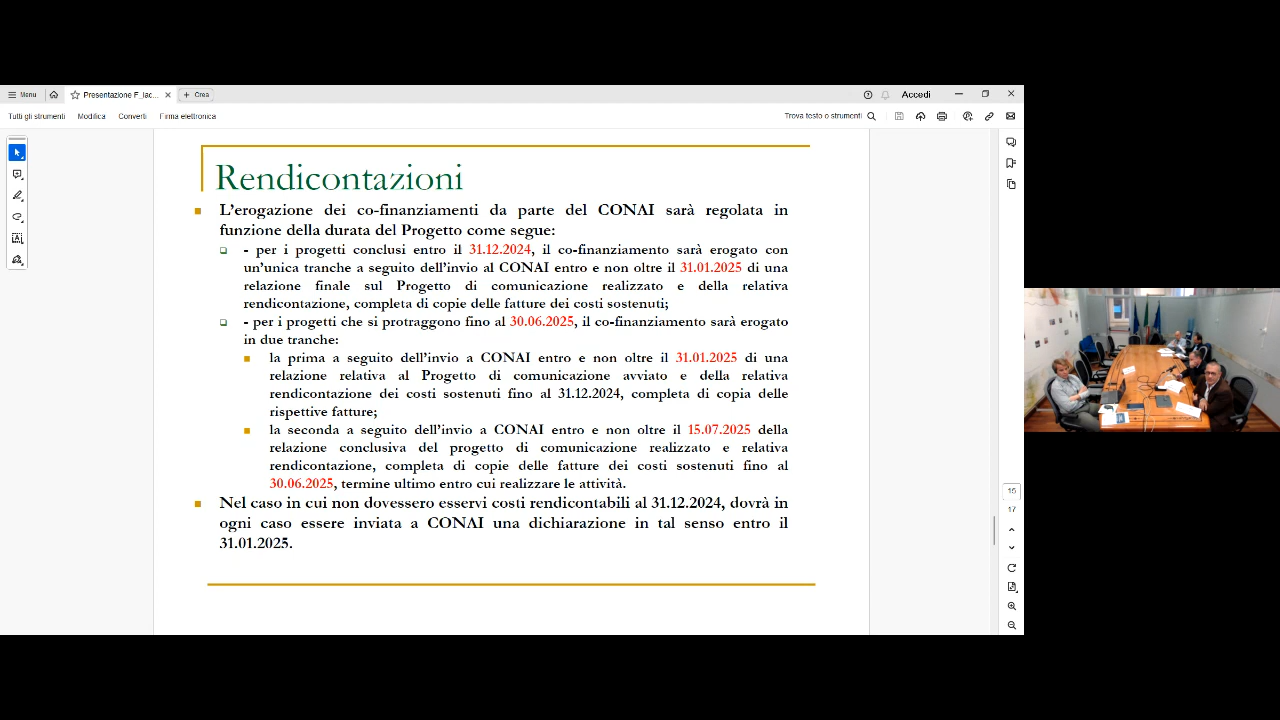 Menu
Presentazione F_Iac...
Crea
Accedi
Tutti gli strumenti
Modifica
Converti
Firma elettronica
Trova testo o strumenti
Rendicontazioni
L’erogazione dei co-finanziamenti da parte del CONAI sarà regolata in
funzione della durata del Progetto come segue:
- per i progetti conclusi entro il 31.12.2024, il co-finanziamento sarà erogato con
un’unica tranche a seguito dell’invio al CONAI entro e non oltre il 31.01.2025 di una
relazione finale sul Progetto di comunicazione realizzato e della relativa
rendicontazione, completa di copie delle fatture dei costi sostenuti;
- per i progetti che si protraggono fino al 30.06.2025, il co-finanziamento sarà erogato
in due tranche:
la prima a seguito dell’invio a CONAI entro e non oltre il 31.01.2025 di una
relazione relativa al Progetto di comunicazione avviato e della relativa
rendicontazione dei costi sostenuti fino al 31.12.2024, completa di copia delle
rispettive fatture;
la seconda a seguito dell’invio a CONAI entro e non oltre il 15.07.2025 della
relazione conclusiva del progetto di comunicazione realizzato e relativa
rendicontazione, completa di copie delle fatture dei costi sostenuti fino al
30.06.2025, termine ultimo entro cui realizzare le attività.
Nel caso in cui non dovessero esservi costi rendicontabili al 31.12.2024, dovrà in
ogni caso essere inviata a CONAI una dichiarazione in tal senso entro il
31.01.2025.
15
17